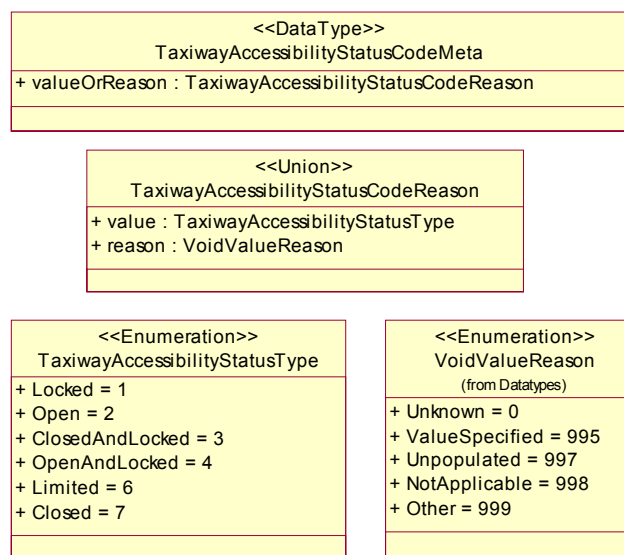 <<DataType>>
TaxiwayAccessibilityStatusCodeMeta
+ valueOrReason : TaxiwayAccessibilityStatusCodeReason
<<Union>>
TaxiwayAccessibilityStatusCodeReason
+ value : TaxiwayAccessibilityStatusType
+ reason : VoidValueReason
<<Enumeration>>
TaxiwayAccessibilityStatusType
+ Locked = 1
+ Open = 2
+ ClosedAndLocked = 3
+ OpenAndLocked = 4
+ Limited = 6
+ Closed = 7
<<Enumeration>>
VoidValueReason
(from Datatypes)
+ Unknown = 0
+ ValueSpecified = 995
+ Unpopulated = 997
+ NotApplicable = 998
+ Other = 999